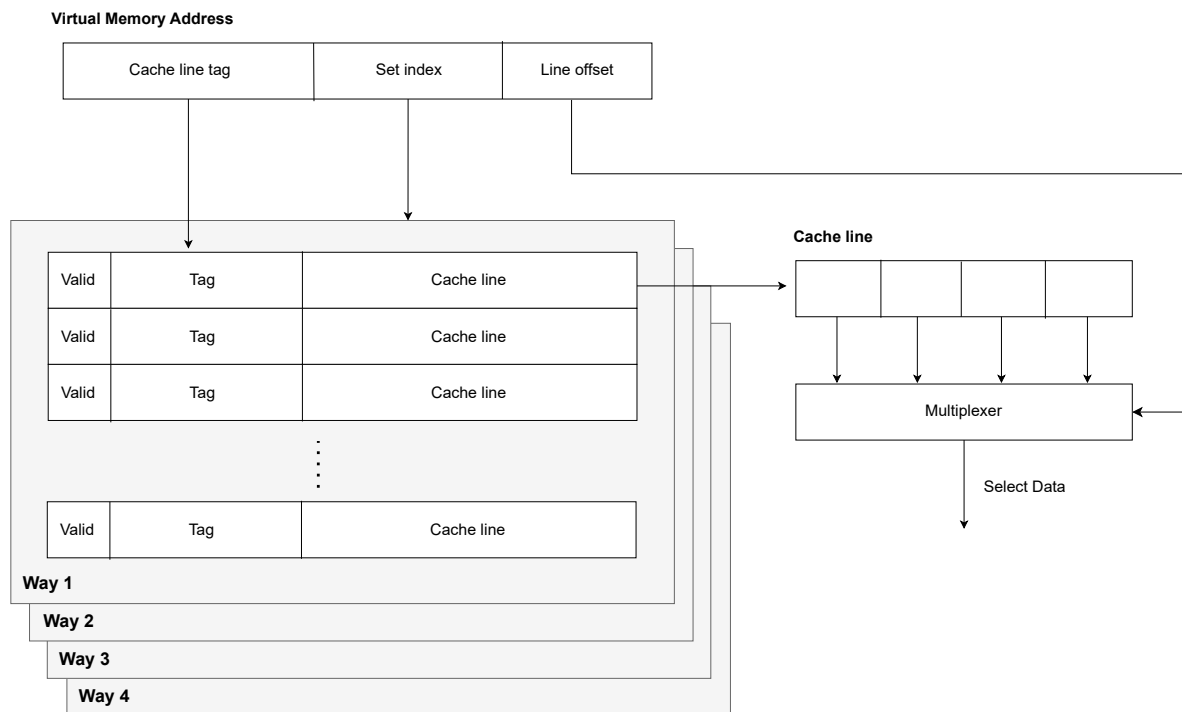 Virtual Memory Address
Cache line tag Set index Line offset
Cache line
Valid Tag Cache line
Valid Tag Cache line
Valid Tag Cache line
Multiplexer
Select Data
Valid Tag Cache line
Way 1
Way 2
Way 3
Way 4